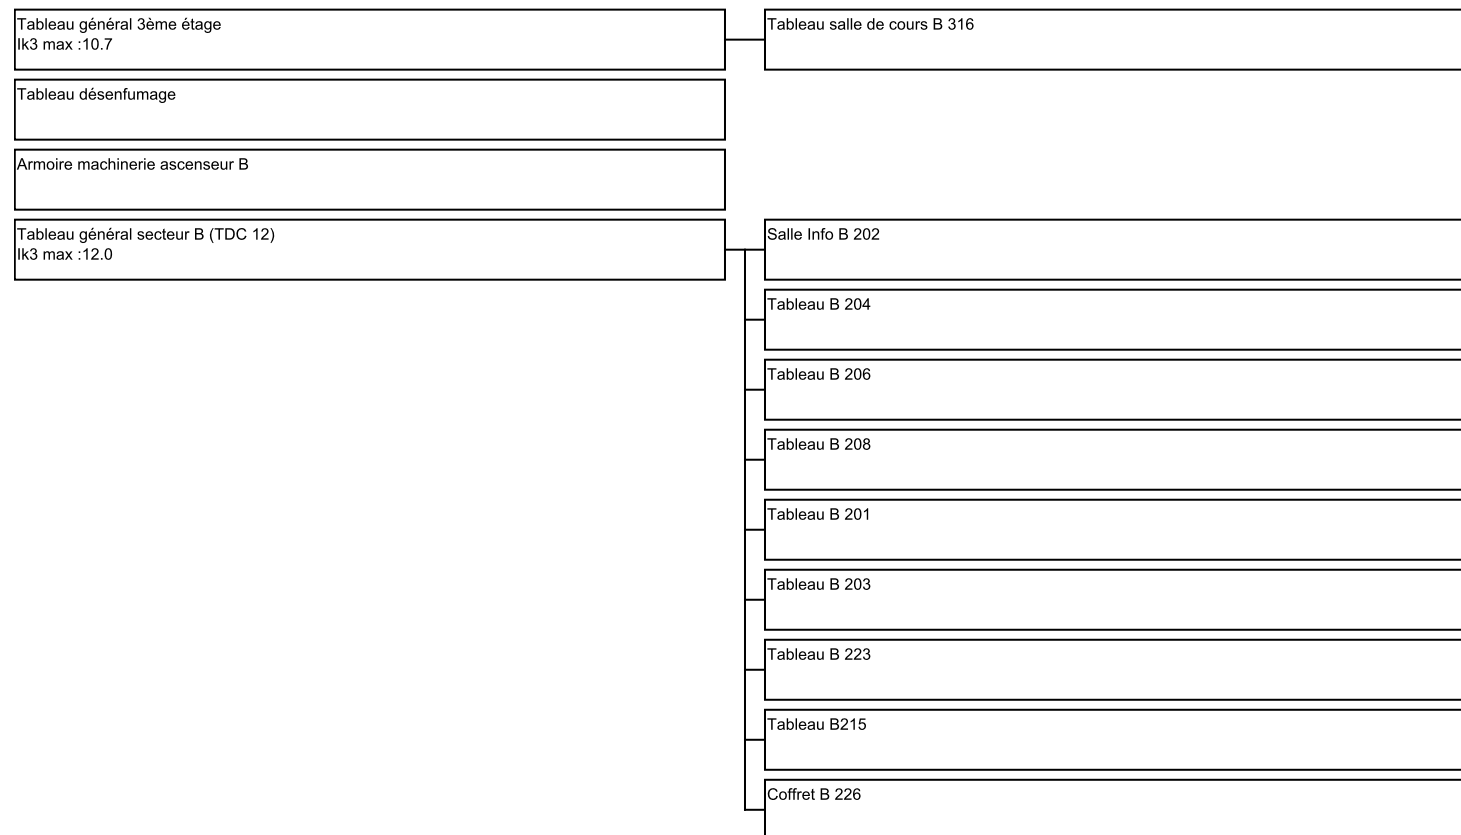 Tableau général 3ème étage
Ik3 max :10.7
Tableau salle de cours B 316
Tableau désenfumage
Armoire machinerie ascenseur B
Tableau général secteur B (TDC 12)
Ik3 max :12.0
Salle Info B 202
Tableau B 204
Tableau B 206
Tableau B 208
Tableau B 201
Tableau B 203
Tableau B 223
Tableau B215
Coffret B 226